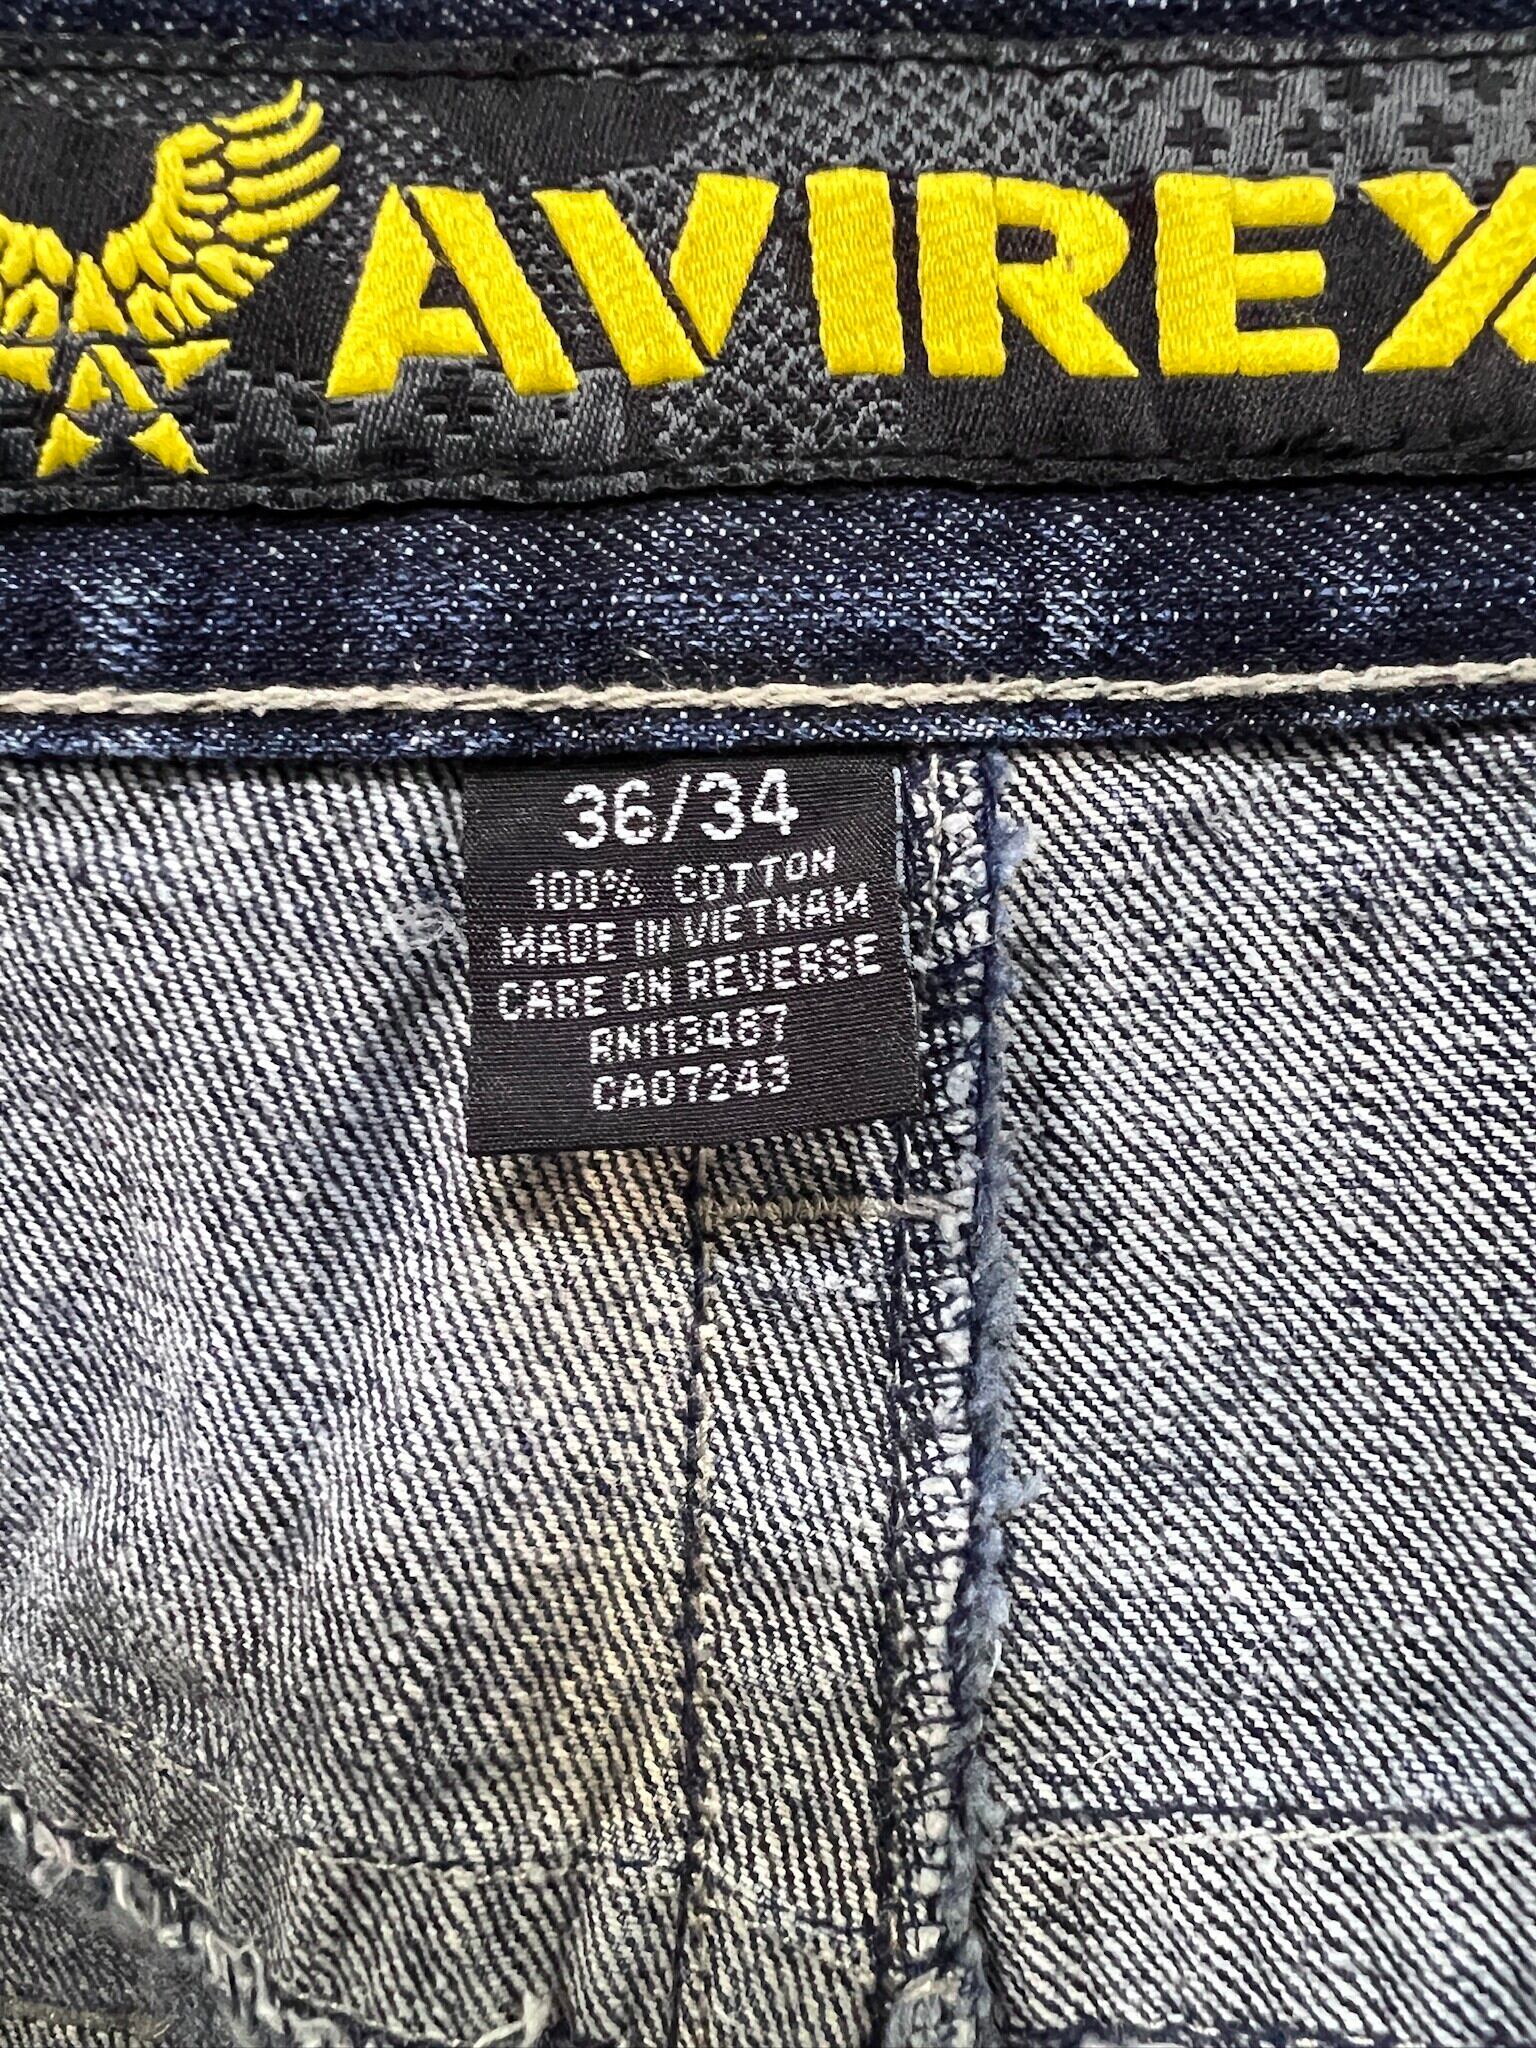 AVIREX
A
36/34
100% COTTON
MADE IN VIETNAM
CARE ON REVERSE
RN113467
CA07243